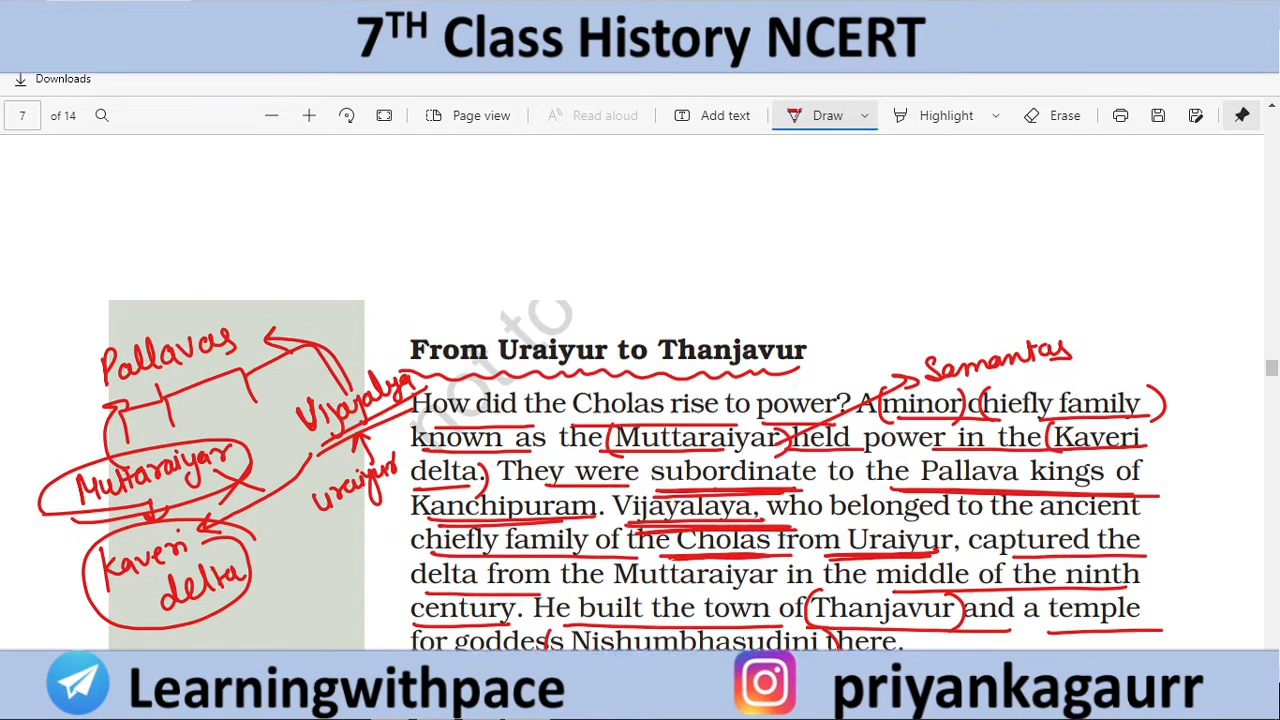 7TH Class History NCERT
Downloads
7 of 14 Page view Read aloud Add text Draw Highlight Erase
not to
From Uraiyur to Thanjavur
Samantas
How did the Cholas rise to power? A minor chiefly family
known as the Muttaraiyar held power in the Kaveri
delta. They were subordinate to the Pallava kings of
Kanchipuram. Vijayalaya, who belonged to the ancient
chiefly family of the Cholas from Uraiyur, captured the
delta from the Muttaraiyar in the middle of the ninth
century. He built the town of Thanjavur and a temple
for goddess Nishumbhasudini there.
Pallavas
Vijayalya
Muttaraiyar
uraiyur
Kaveri
delta
Learningwithpace priyankagaurr